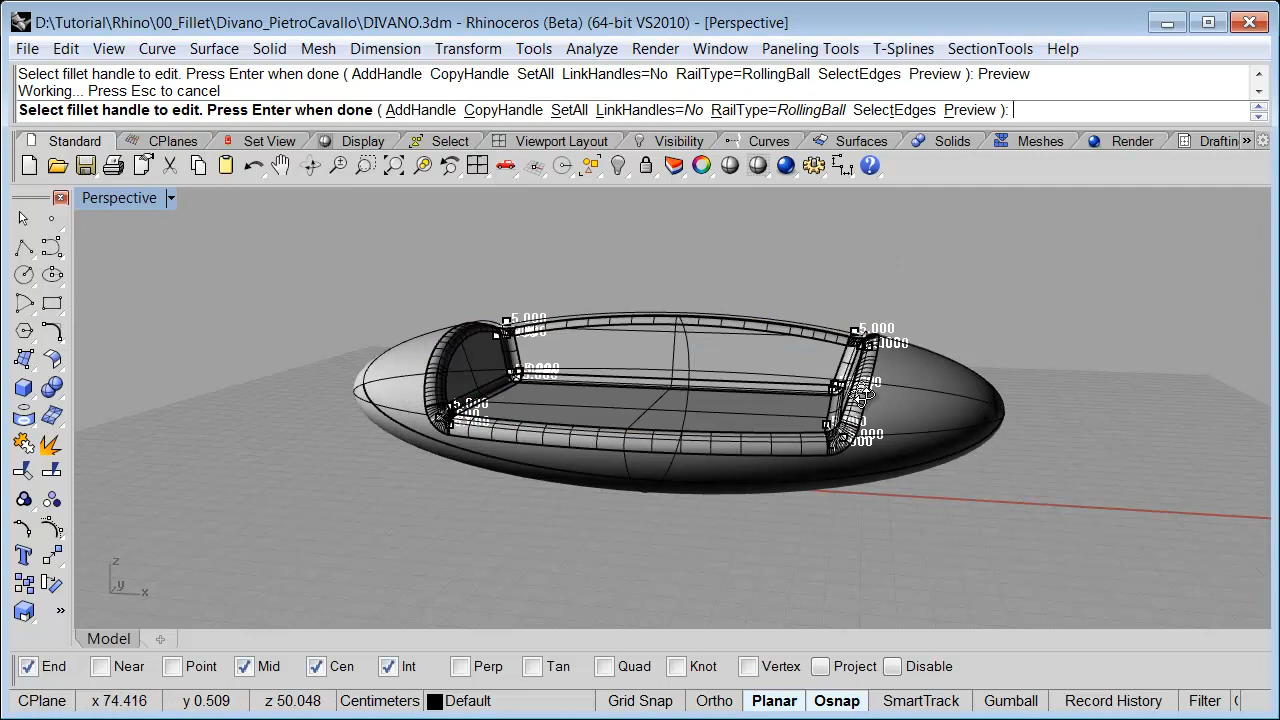 D:\Tutorial\Rhino\00_Fillet\Divano_PietroCavallo\DIVANO.3dm - Rhinoceros (Beta) (64-bit VS2010) - [Perspective]
File Edit View Curve Surface Solid Mesh Dimension Transform Tools Analyze Render Window Paneling Tools T-Splines SectionTools Help
Select fillet handle to edit. Press Enter when done ( AddHandle CopyHandle SetAll LinkHandles=No RailType=RollingBall SelectEdges Preview ): Preview
Working... Press Esc to cancel
Select fillet handle to edit. Press Enter when done ( AddHandle CopyHandle SetAll LinkHandles=No RailType=RollingBall SelectEdges Preview ):
Standard CPlanes Set View Display Select Viewport Layout Visibility Curves Surfaces Solids Meshes Render Draftin »
Perspective
5.000
5.000
z
y x
Model
End Near Point Mid Cen Int Perp Tan Quad Knot Vertex Project Disable
CPlane x 74.416 y 0.509 z 50.048 Centimeters Default Grid Snap Ortho Planar Osnap SmartTrack Gumball Record History Filter